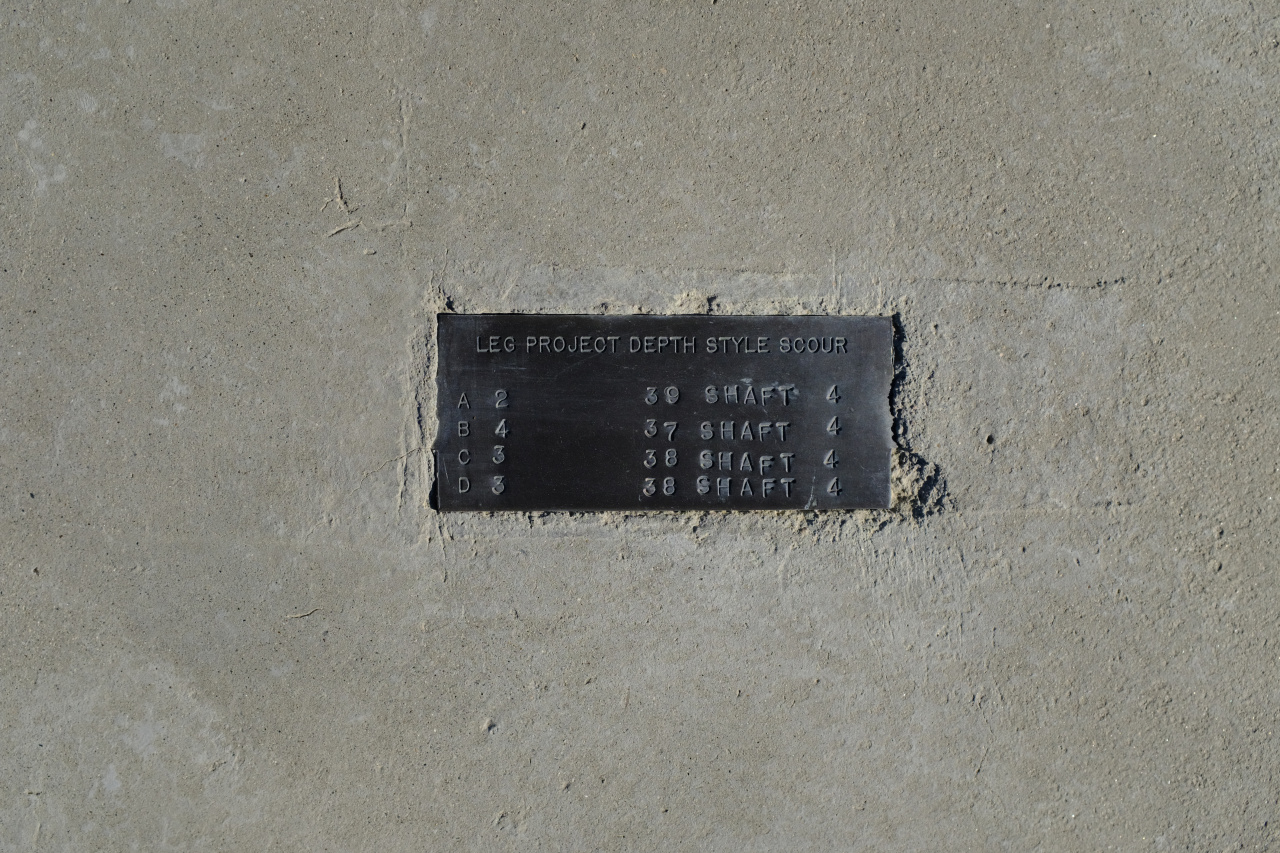 LEG PROJECT DEPTH STYLE SCOUR
A 2 39 SHAFT 4
B 4 37 SHAFT 4
C 3 38 SHAFT 4
D 3 38 SHAFT 4